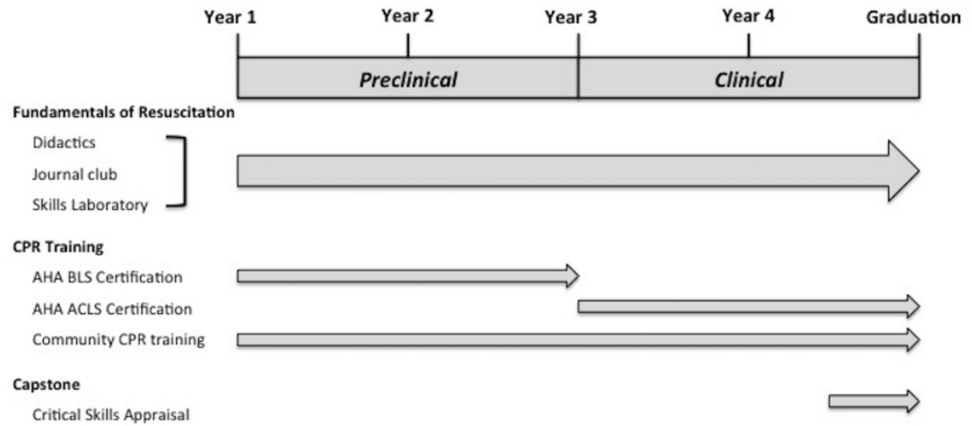 Year 1 Year 2 Year 3 Year 4 Graduation
Preclinical Clinical
Fundamentals of Resuscitation
Didactics
Journal club
Skills Laboratory
CPR Training
AHA BLS Certification
AHA ACLS Certification
Community CPR training
Capstone
Critical Skills Appraisal